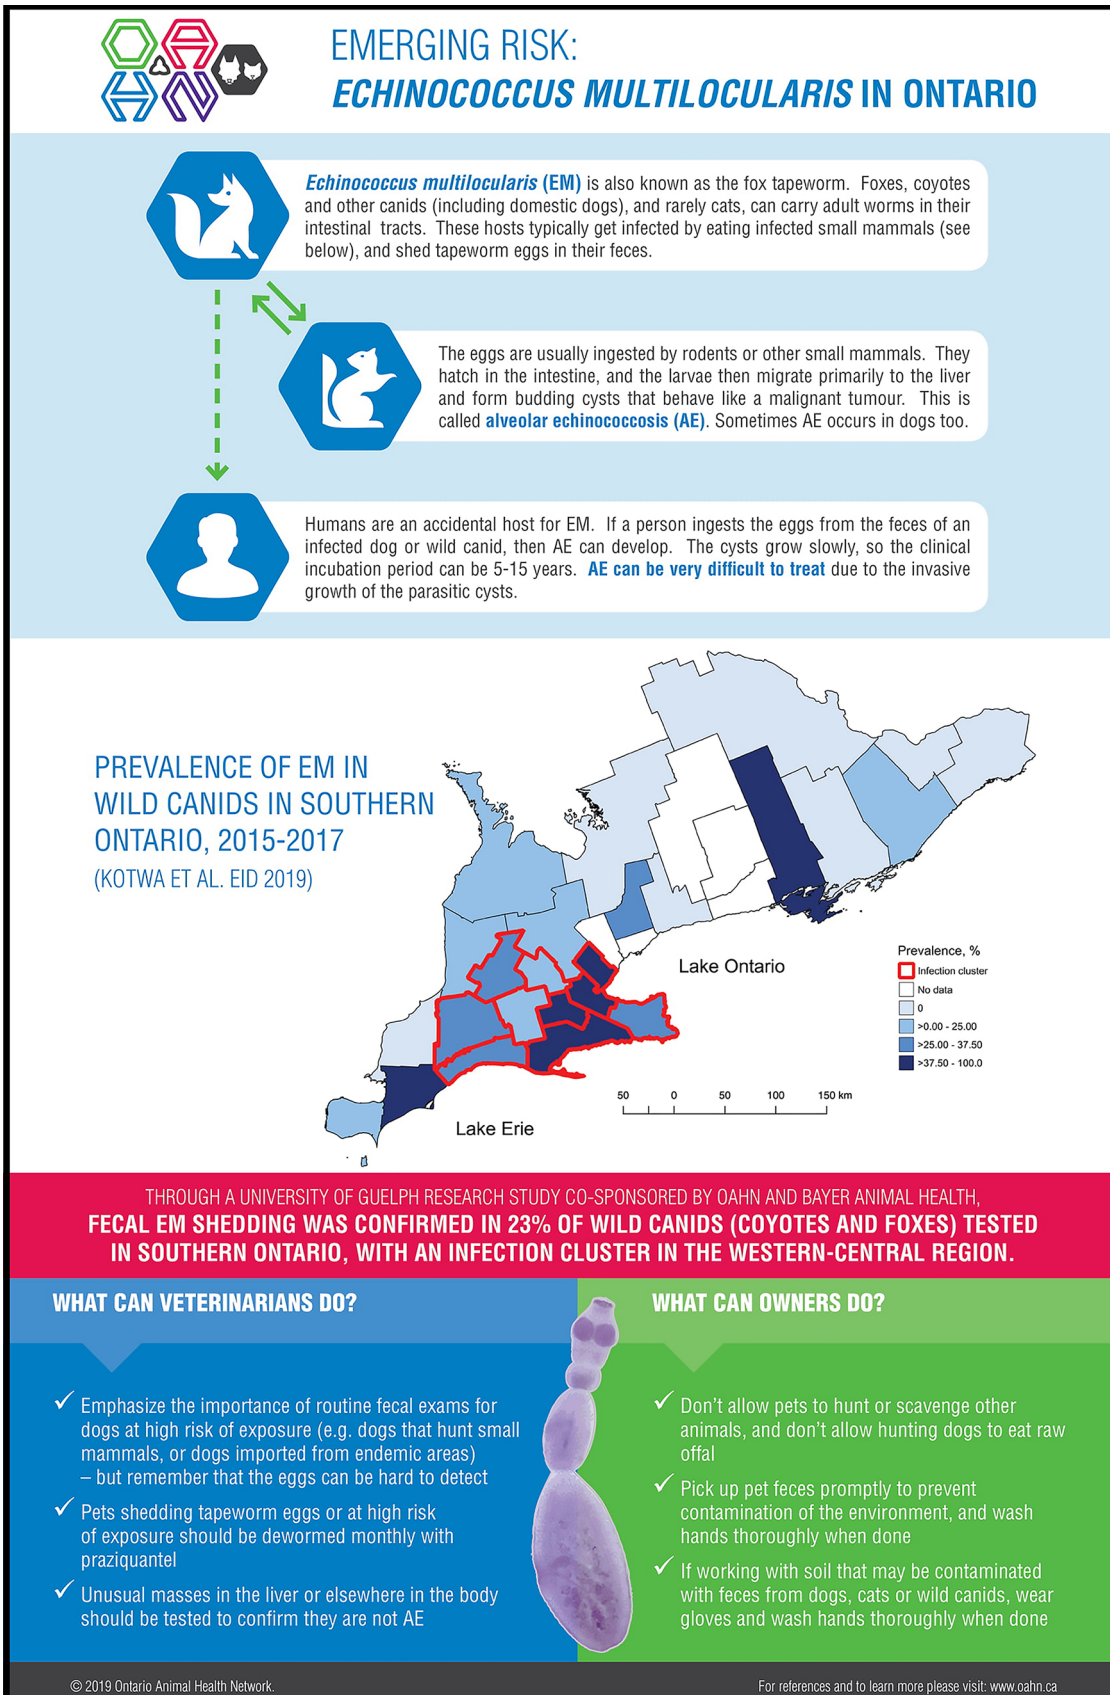 OAHN
EMERGING RISK:
ECHINOCOCCUS MULTILOCULARIS IN ONTARIO
Echinococcus multilocularis (EM) is also known as the fox tapeworm. Foxes, coyotes
and other canids (including domestic dogs), and rarely cats, can carry adult worms in their
intestinal tracts. These hosts typically get infected by eating infected small mammals (see
below), and shed tapeworm eggs in their feces.
The eggs are usually ingested by rodents or other small mammals. They
hatch in the intestine, and the larvae then migrate primarily to the liver
and form budding cysts that behave like a malignant tumour. This is
called alveolar echinococcosis (AE). Sometimes AE occurs in dogs too.
Humans are an accidental host for EM. If a person ingests the eggs from the feces of an
infected dog or wild canid, then AE can develop. The cysts grow slowly, so the clinical
incubation period can be 5-15 years. AE can be very difficult to treat due to the invasive
growth of the parasitic cysts.
PREVALENCE OF EM IN
WILD CANIDS IN SOUTHERN
ONTARIO, 2015-2017
(KOTWA ET AL. EID 2019)
Lake Ontario
Lake Erie
Prevalence, %
Infection cluster
No data
0
>0.00 - 25.00
>25.00 - 37.50
>37.50 - 100.0
50 0 50 100 150 km
THROUGH A UNIVERSITY OF GUELPH RESEARCH STUDY CO-SPONSORED BY OAHN AND BAYER ANIMAL HEALTH,
FECAL EM SHEDDING WAS CONFIRMED IN 23% OF WILD CANIDS (COYOTES AND FOXES) TESTED
IN SOUTHERN ONTARIO, WITH AN INFECTION CLUSTER IN THE WESTERN-CENTRAL REGION.
WHAT CAN VETERINARIANS DO?
✓ Emphasize the importance of routine fecal exams for
dogs at high risk of exposure (e.g. dogs that hunt small
mammals, or dogs imported from endemic areas)
– but remember that the eggs can be hard to detect
✓ Pets shedding tapeworm eggs or at high risk
of exposure should be dewormed monthly with
praziquantel
✓ Unusual masses in the liver or elsewhere in the body
should be tested to confirm they are not AE
WHAT CAN OWNERS DO?
✓ Don't allow pets to hunt or scavenge other
animals, and don't allow hunting dogs to eat raw
offal
✓ Pick up pet feces promptly to prevent
contamination of the environment, and wash
hands thoroughly when done
✓ If working with soil that may be contaminated
with feces from dogs, cats or wild canids, wear
gloves and wash hands thoroughly when done
© 2019 Ontario Animal Health Network.
For references and to learn more please visit: www.oahn.ca